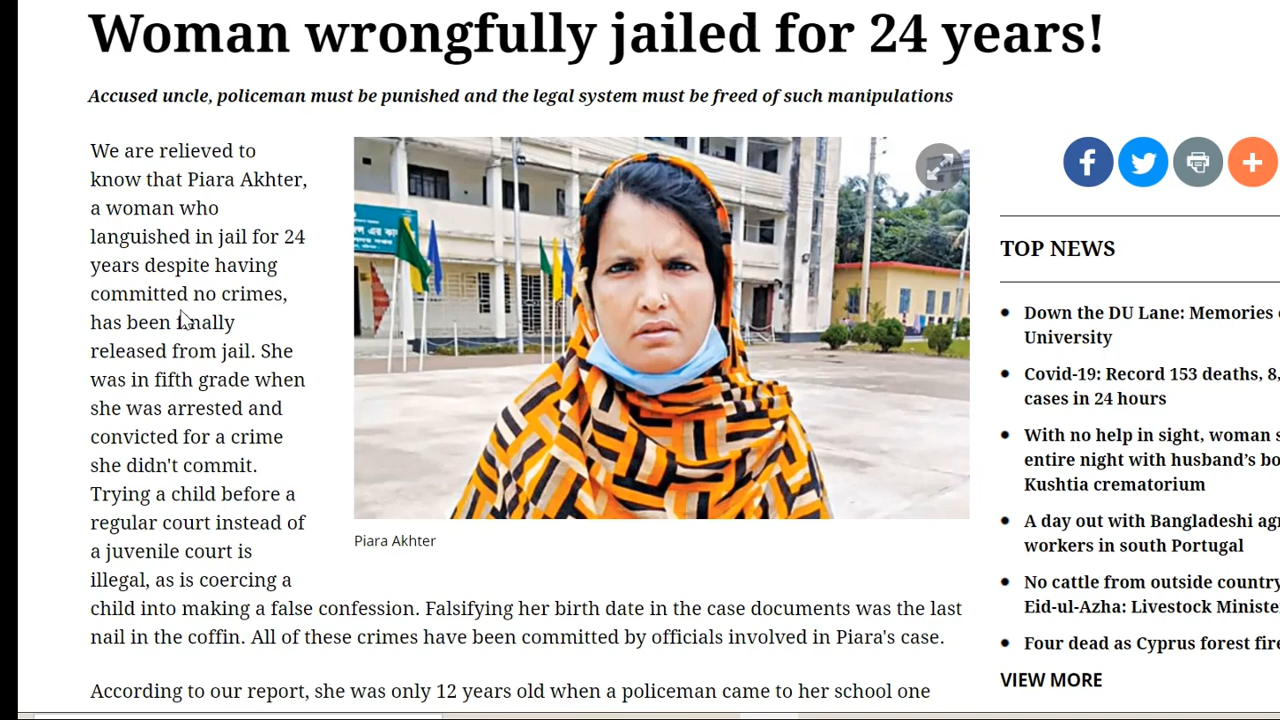 Woman wrongfully jailed for 24 years!
Accused uncle, policeman must be punished and the legal system must be freed of such manipulations
We are relieved to
know that Piara Akhter,
a woman who
languished in jail for 24
years despite having
committed no crimes,
has been finally
released from jail. She
was in fifth grade when
she was arrested and
convicted for a crime
she didn't commit.
Trying a child before a
regular court instead of
a juvenile court is
illegal, as is coercing a
child into making a false confession. Falsifying her birth date in the case documents was the last
nail in the coffin. All of these crimes have been committed by officials involved in Piara's case.
According to our report, she was only 12 years old when a policeman came to her school one
Piara Akhter
TOP NEWS
Down the DU Lane: Memories
University
Covid-19: Record 153 deaths, 8,
cases in 24 hours
With no help in sight, woman s
entire night with husband's bo
Kushtia crematorium
A day out with Bangladeshi ag
workers in south Portugal
No cattle from outside country
Eid-ul-Azha: Livestock Ministe
Four dead as Cyprus forest fire
VIEW MORE